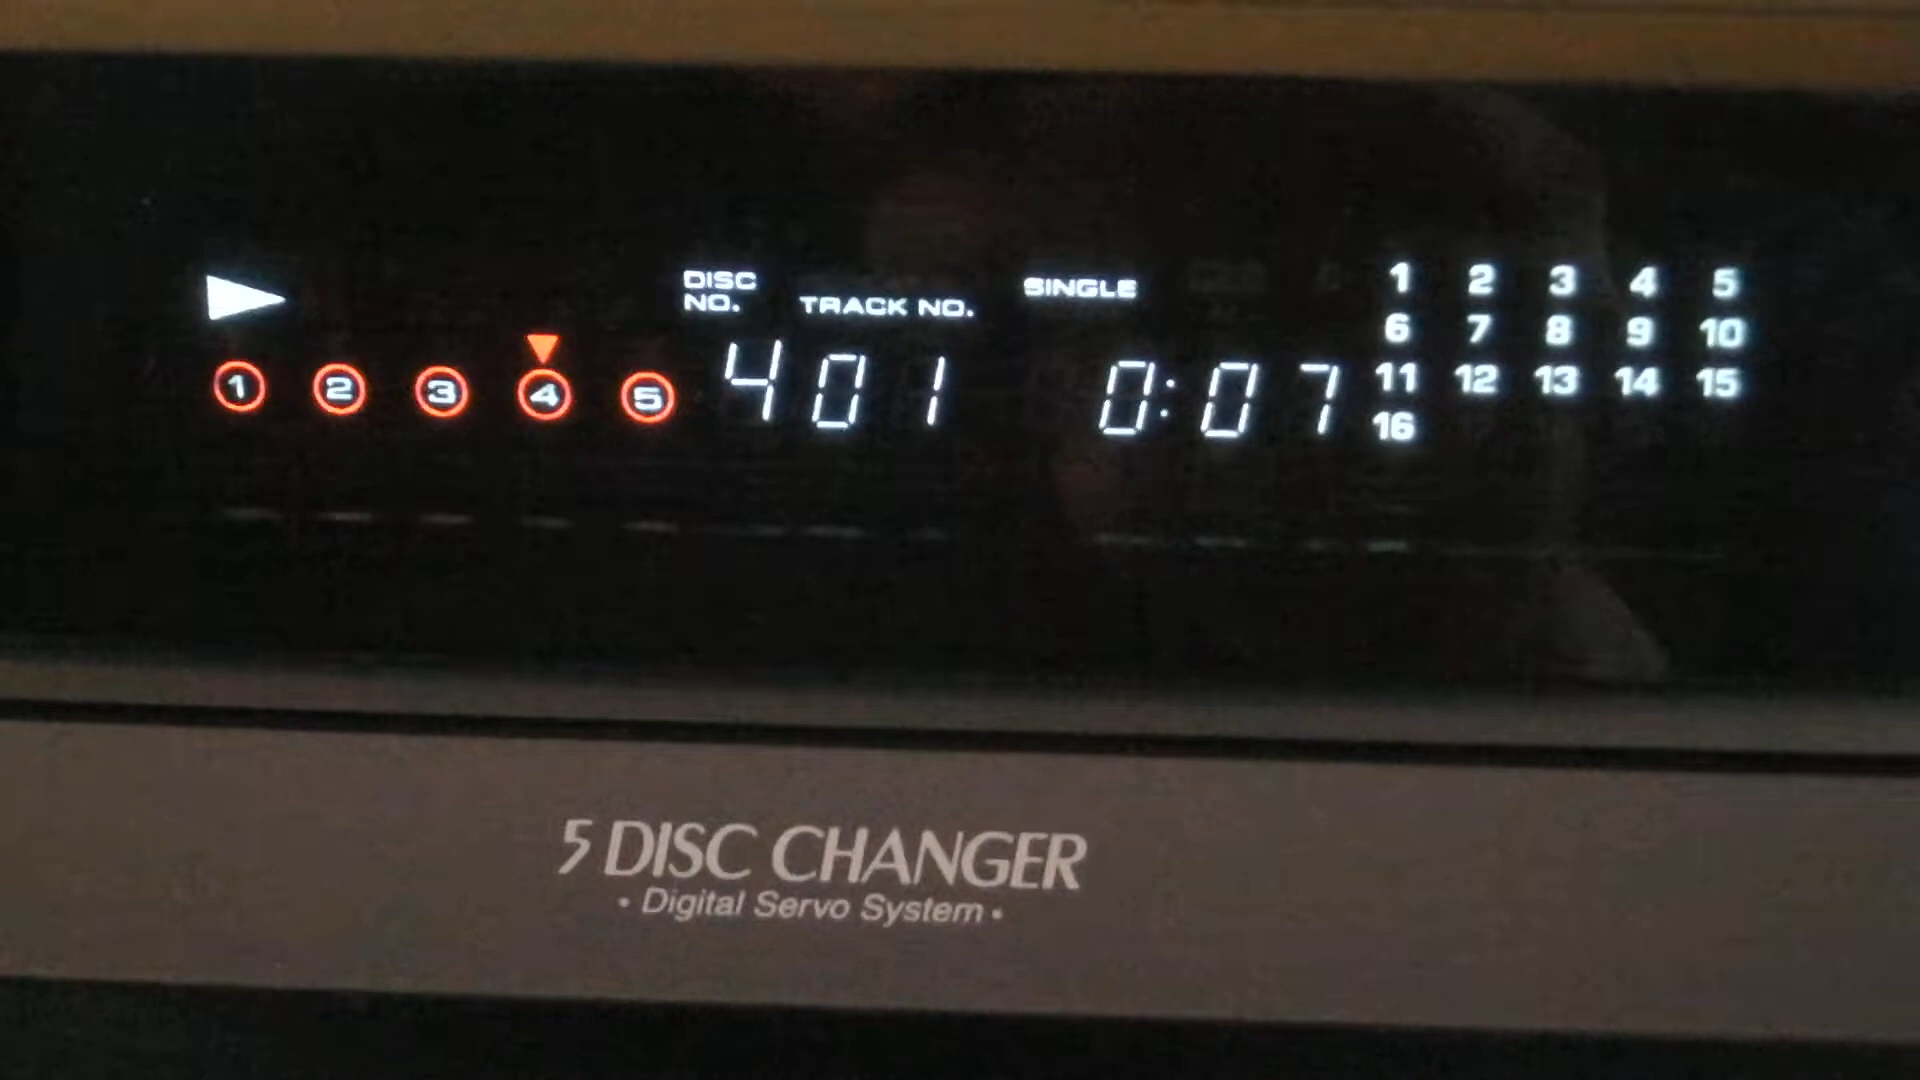 DISC NO. TRACK NO. SINGLE
1 2 3 4 5
4 01 0:07
1 2 3 4 5
6 7 8 9 10
11 12 13 14 15
16
5 DISC CHANGER
• Digital Servo System •